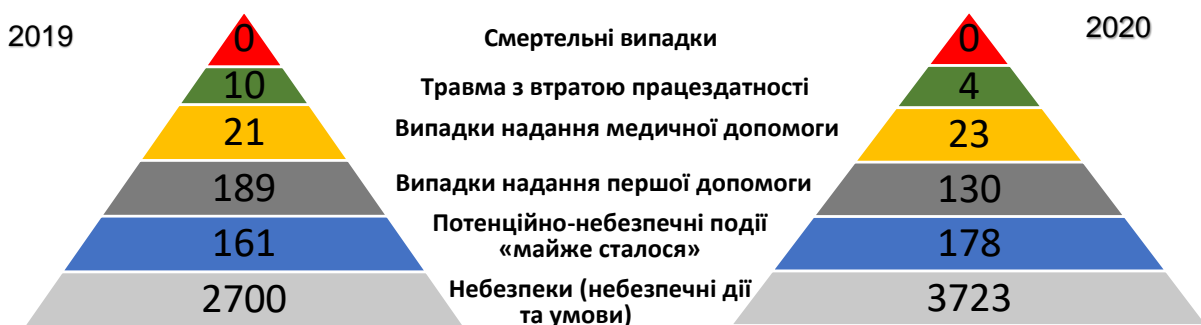 2019
2020
0 Смертельні випадки 0
10 Травма з втратою працездатності 4
21 Випадки надання медичної допомоги 23
189 Випадки надання першої допомоги 130
161 Потенційно-небезпечні події «майже сталося» 178
2700 Небезпеки (небезпечні дії та умови) 3723